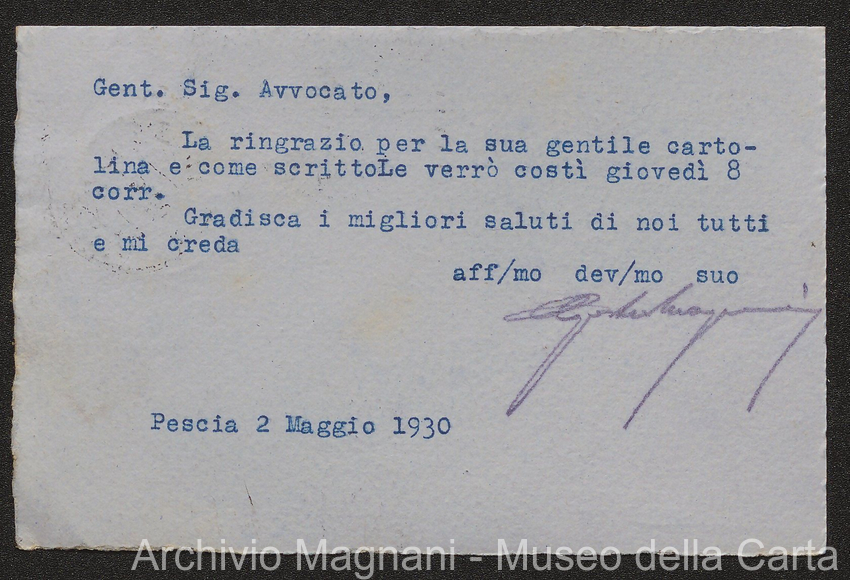 Gent. Sig. Avvocato,
La ringrazio per la sua gentile carto-
lina e come scrittoLe verrò costì giovedì 8
corr.
Gradisca i migliori saluti di noi tutti
e mi creda
aff/mo dev/mo suo
Pescia 2 Maggio 1930
Archivio Magnani - Museo della Carta